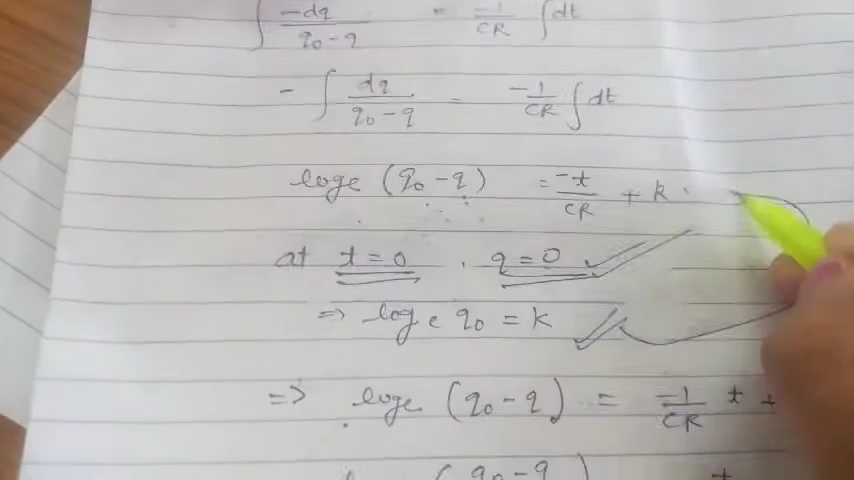 ∫ -dq/(q₀-q) = -1/CR ∫dt
- ∫ dq/(q₀-q) = -1/CR ∫dt
loge (q₀-q) = -t/CR + k.
at t=0 . q=0
⇒ loge q₀ = k
⇒ loge (q₀-q) = -1/CR t +
(q₀-q) t